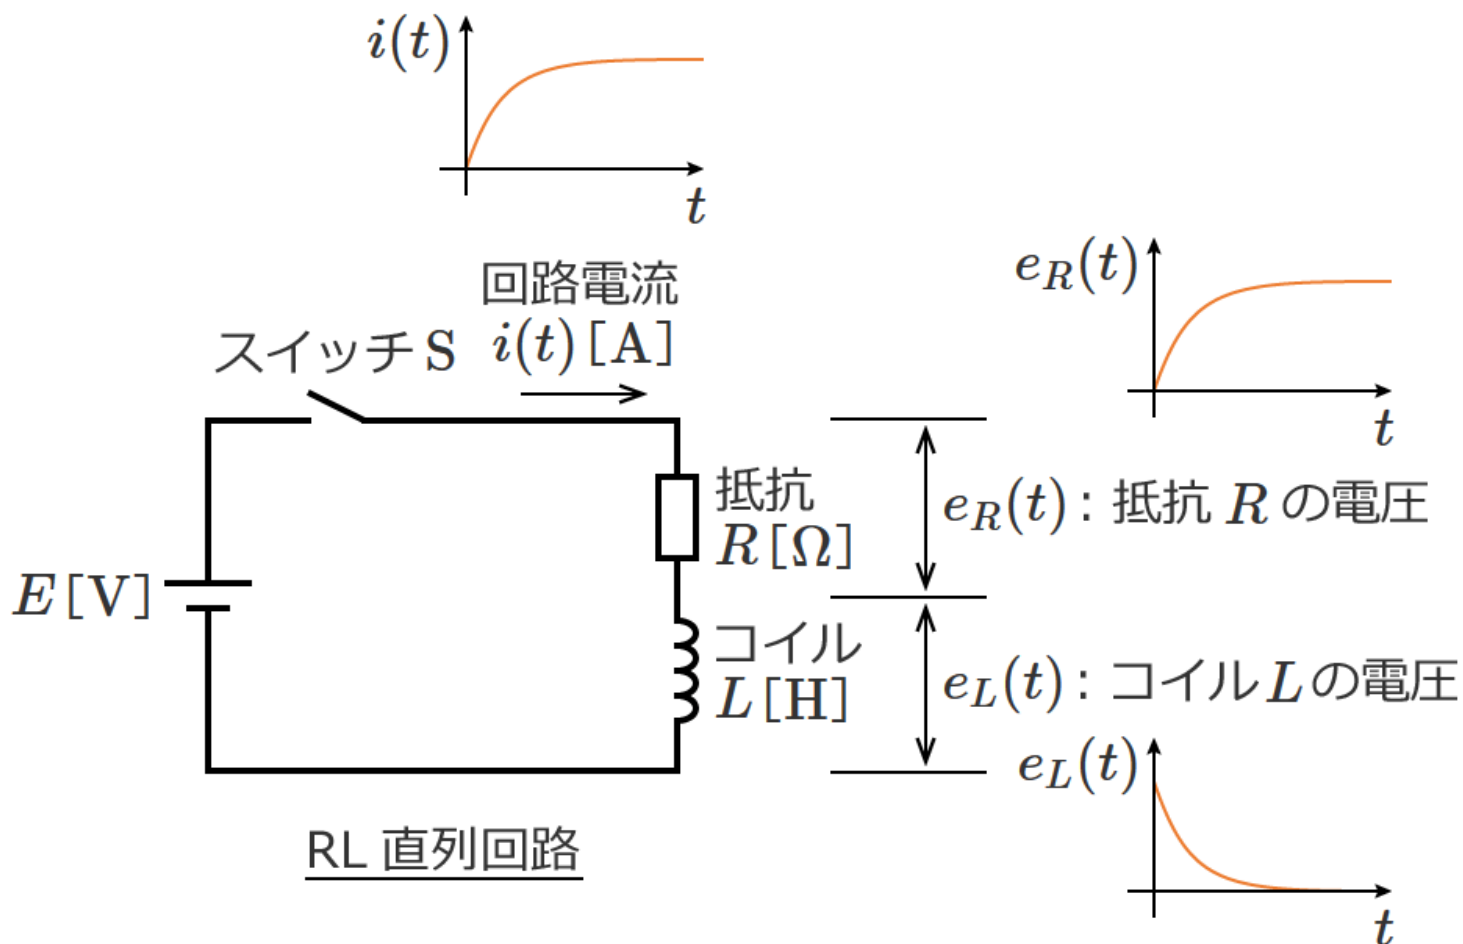 i(t)
t
回路電流
i(t)[A]
スイッチS
e_R(t)
t
抵抗
R[Ω]
e_R(t):抵抗 R の電圧
E[V]
コイル
L[H]
e_L(t):コイル L の電圧
e_L(t)
t
RL 直列回路